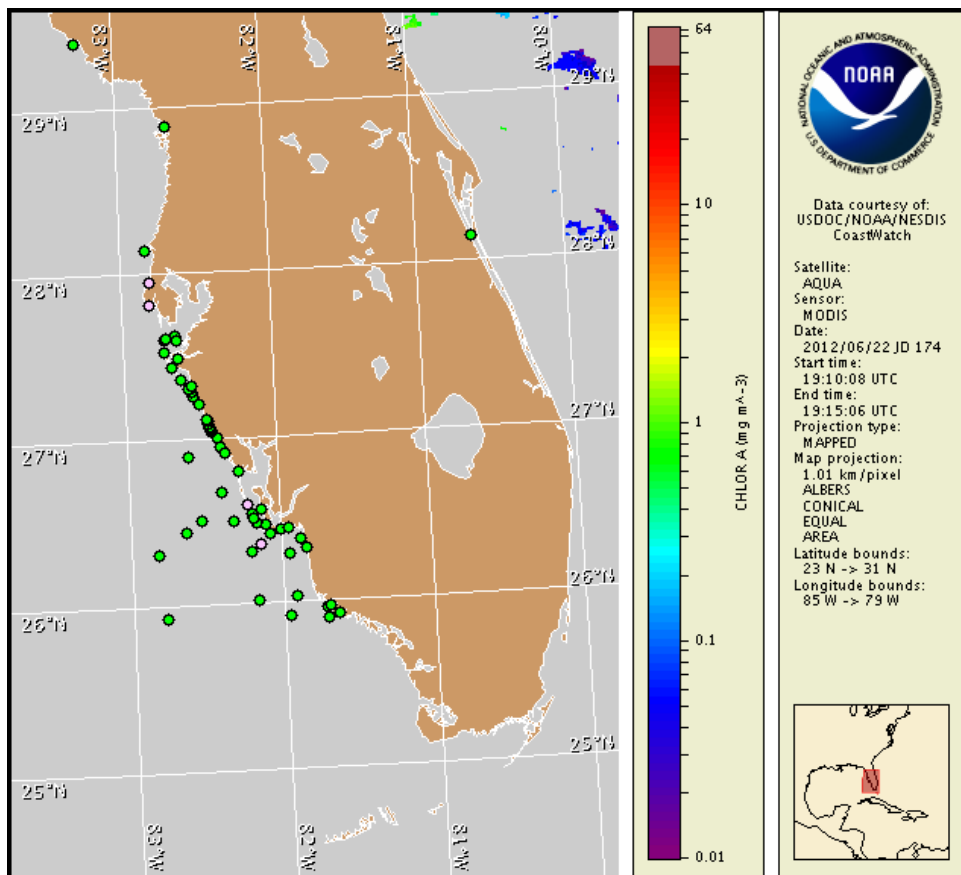 83°W
82°W
81°W
80°W
29°N
29°N
28°N
28°N
27°N
27°N
26°N
26°N
25°N
25°N
83°W
82°W
81°W
64
10
1
0.1
0.01
CHLOR A (mg m^-3)
NATIONAL OCEANIC AND ATMOSPHERIC ADMINISTRATION
NOAA
U.S. DEPARTMENT OF COMMERCE
Data courtesy of:
USDOC/NOAA/NESDIS
CoastWatch
Satellite:
AQUA
Sensor:
MODIS
Date:
2012/06/22 JD 174
Start time:
19:10:08 UTC
End time:
19:15:06 UTC
Projection type:
MAPPED
Map projection:
1.01 km/pixel
ALBERS
CONICAL
EQUAL
AREA
Latitude bounds:
23 N -> 31 N
Longitude bounds:
85 W -> 79 W